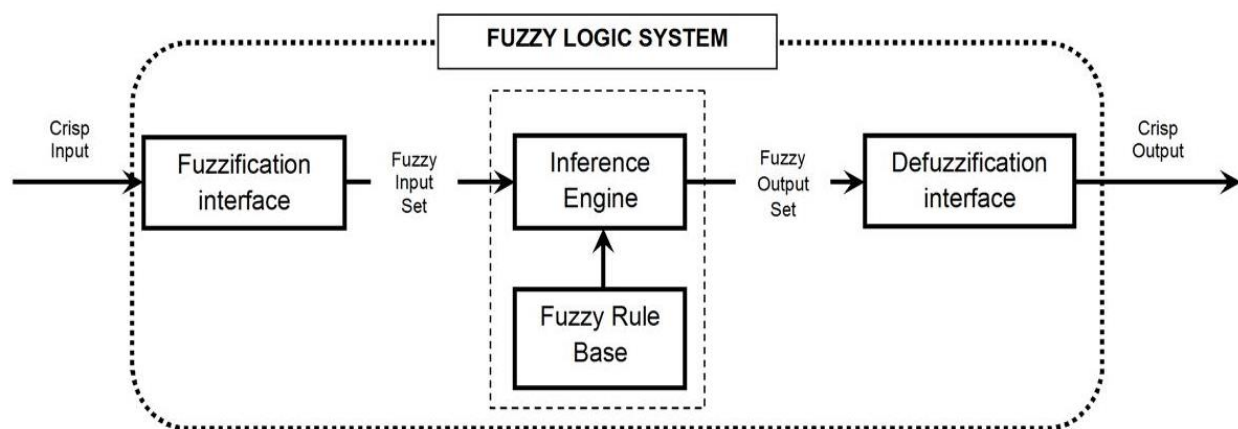 FUZZY LOGIC SYSTEM
Crisp
Input
Fuzzification
interface
Fuzzy
Input
Set
Inference
Engine
Fuzzy Rule
Base
Fuzzy
Output
Set
Defuzzification
interface
Crisp
Output